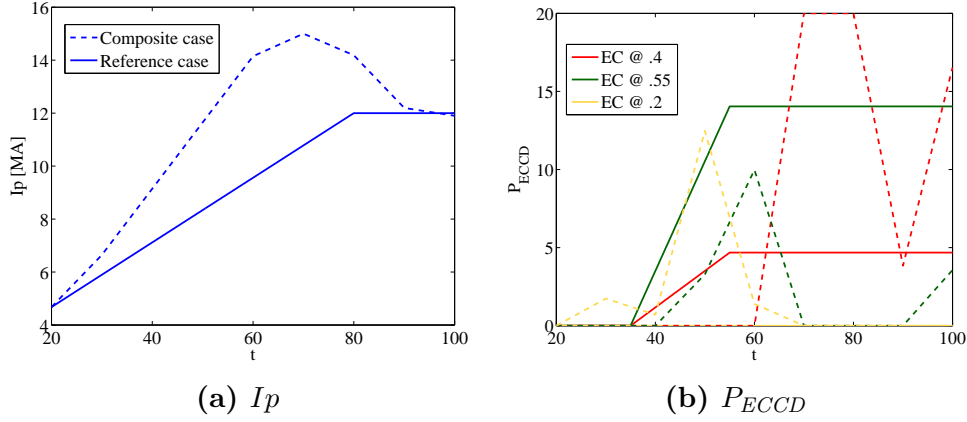 16
14
12
10
8
6
4
20 40 60 80 100
Ip [MA]
t
Composite case
Reference case
(a) Ip
20
15
10
5
0
20 40 60 80 100
P_ECCD
t
EC @ .4
EC @ .55
EC @ .2
(b) P_ECCD